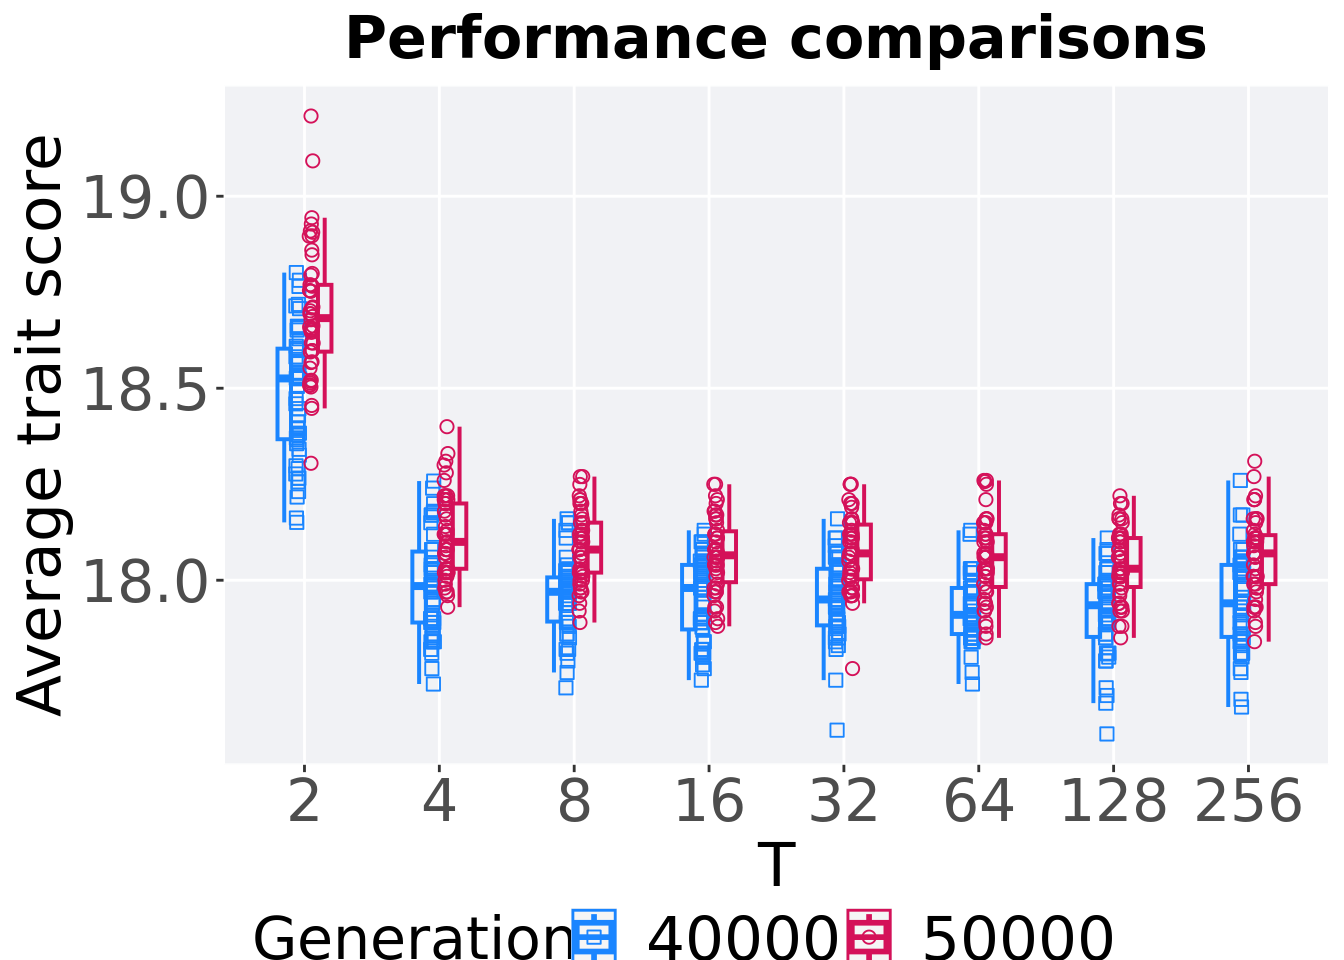 Performance comparisons
Average trait score
19.0
18.5
18.0
2 4 8 16 32 64 128 256
T
Generation 40000 50000